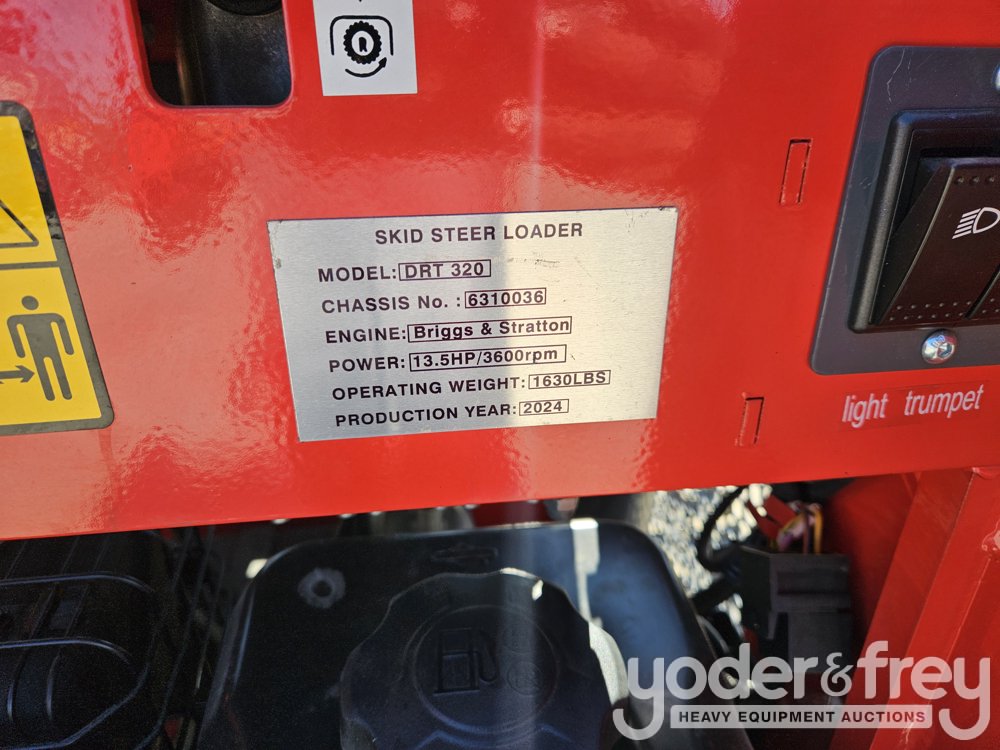 SKID STEER LOADER
MODEL: DRT 320
CHASSIS No. : 6310036
ENGINE: Briggs & Stratton
POWER: 13.5HP/3600rpm
OPERATING WEIGHT: 1630LBS
PRODUCTION YEAR: 2024
light trumpet
yoder&frey
HEAVY EQUIPMENT AUCTIONS